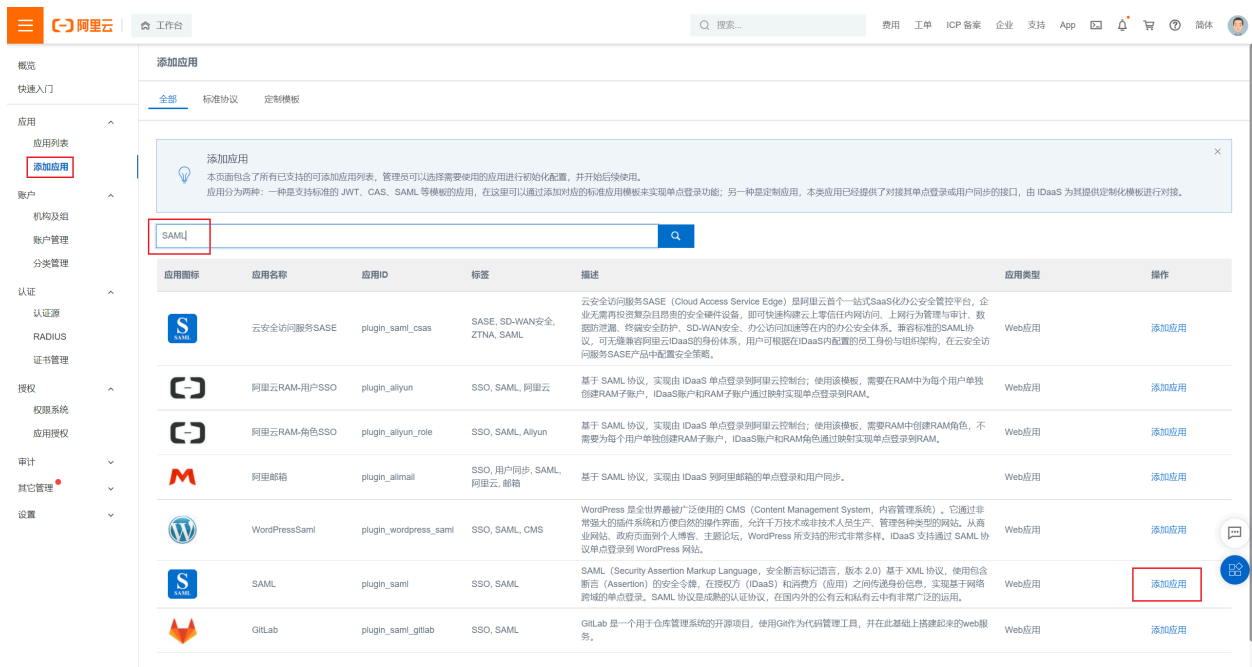 阿里云
工作台
搜索...
费用 工单 ICP 备案 企业 支持 App 简体
概览
快速入门
应用
应用列表
添加应用
账户
机构及组
账户管理
分类管理
认证
认证源
RADIUS
证书管理
授权
权限系统
应用授权
审计
其它管理
设置
添加应用
全部 标准协议 定制模板
添加应用
本页面包含了所有已支持的可添加应用列表，管理员可以选择需要使用的应用进行初始化配置，并开始后续使用。
应用分为两种：一种是支持标准的 JWT、CAS、SAML 等模板的应用，在这里可以通过添加对应的标准应用模板来实现单点登录功能；另一种是定制应用，本类应用已经提供了对接其单点登录或用户同步的接口，由 IDaaS 为其提供定制化模板进行对接。
SAML
应用图标 应用名称 应用ID 标签 描述 应用类型 操作
S
SAML
云安全访问服务SASE
plugin_saml_csas
SASE, SD-WAN安全,
ZTNA, SAML
云安全访问服务SASE（Cloud Access Service Edge）是阿里云首个一站式SaaS化办公安全管控平台，企
业无需再投资复杂且昂贵的安全硬件设备，即可快速构建云上零信任内网访问、上网行为管理与审计、数
据防泄漏、终端安全防护、SD-WAN安全、办公访问加速等在内的办公安全体系。兼容标准的SAML协
议，可无缝兼容阿里云IDaaS的身份体系，用户可根据在IDaaS内配置的员工身份与组织架构，在云安全访
问服务SASE产品中配置安全策略。
Web应用
添加应用
阿里云RAM-用户SSO
plugin_aliyun
SSO, SAML, 阿里云
基于 SAML 协议，实现由 IDaaS 单点登录到阿里云控制台；使用该模板，需要在RAM中为每个用户单独
创建RAM子账户，IDaaS账户和RAM子账户通过映射实现单点登录到RAM。
Web应用
添加应用
阿里云RAM-角色SSO
plugin_aliyun_role
SSO, SAML, Aliyun
基于 SAML 协议，实现由 IDaaS 单点登录到阿里云控制台；使用该模板，需要RAM中创建RAM角色，不
需要为每个用户单独创建RAM子账户，IDaaS账户和RAM角色通过映射实现单点登录到RAM。
Web应用
添加应用
阿里邮箱
plugin_alimail
SSO, 用户同步, SAML,
阿里云, 邮箱
基于 SAML 协议，实现由 IDaaS 到阿里邮箱的单点登录和用户同步。
Web应用
添加应用
WordPressSaml
plugin_wordpress_saml
SSO, SAML, CMS
WordPress 是全世界最被广泛使用的 CMS（Content Management System，内容管理系统）。它通过非
常强大的插件系统和方便自然的操作界面，允许千万技术或非技术人员生产、管理各种类型的网站。从商
业网站、政府页面到个人博客、主题论坛，WordPress 所支持的形式非常多样。IDaaS 支持通过 SAML 协
议单点登录到 WordPress 网站。
Web应用
添加应用
S
SAML
SAML
plugin_saml
SSO, SAML
SAML（Security Assertion Markup Language，安全断言标记语言，版本 2.0）基于 XML 协议，使用包含
断言（Assertion）的安全令牌，在授权方（IDaaS）和消费方（应用）之间传递身份信息，实现基于网络
跨域的单点登录。SAML 协议是成熟的认证协议，在国内外的公有云和私有云中有非常广泛的运用。
Web应用
添加应用
GitLab
plugin_saml_gitlab
SSO, SAML
GitLab 是一个用于仓库管理系统的开源项目，使用Git作为代码管理工具，并在此基础上搭建起来的web服
务。
Web应用
添加应用